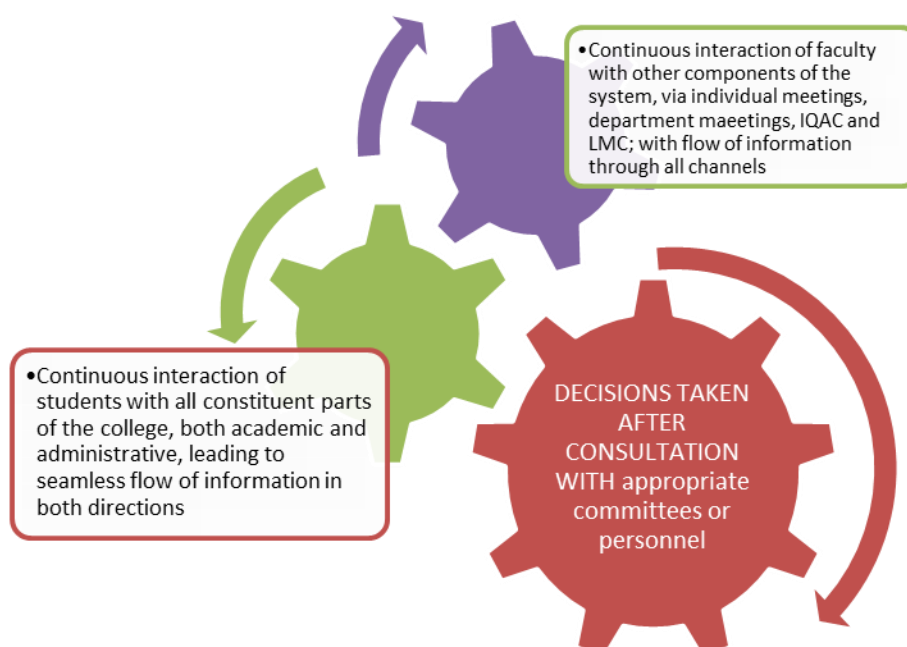 •Continuous interaction of faculty
with other components of the
system, via individual meetings,
department maeetings, IQAC and
LMC; with flow of information
through all channels
•Continuous interaction of
students with all constituent parts
of the college, both academic and
administrative, leading to
seamless flow of information in
both directions
DECISIONS TAKEN
AFTER
CONSULTATION
WITH appropriate
committees or
personnel